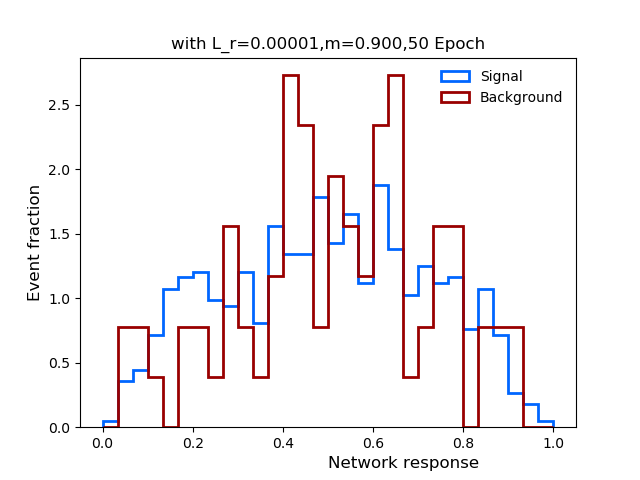 with L_r=0.00001,m=0.900,50 Epoch
Signal
Background
Event fraction
2.5
2.0
1.5
1.0
0.5
0.0
0.0 0.2 0.4 0.6 0.8 1.0
Network response